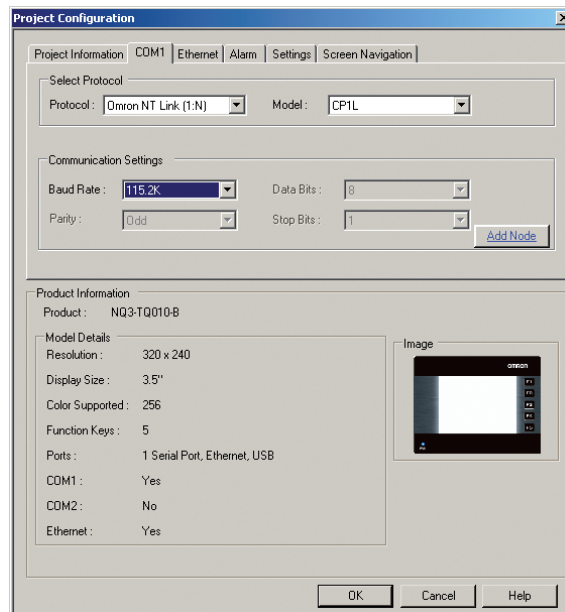 Project Configuration
Project Information COM1 Ethernet Alarm Settings Screen Navigation
Select Protocol
Protocol : Omron NT Link (1:N) Model : CP1L
Communication Settings
Baud Rate : 115.2K Data Bits : 8
Parity : Odd Stop Bits : 1
Add Node
Product Information
Product : NQ3-TQ010-B
Model Details
Resolution : 320 x 240
Display Size : 3.5''
Color Supported : 256
Function Keys : 5
Ports : 1 Serial Port, Ethernet, USB
COM1 : Yes
COM2 : No
Ethernet : Yes
Image
OMRON
OK Cancel Help